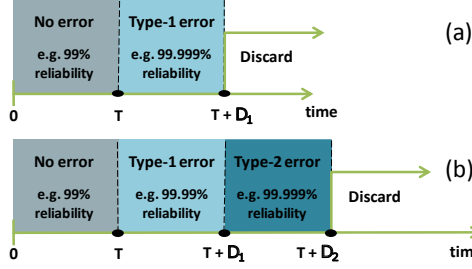 No error Type-1 error (a)
e.g. 99% e.g. 99.999% Discard
reliability reliability
0 T T + D1 time
No error Type-1 error Type-2 error (b)
e.g. 99% e.g. 99.99% e.g. 99.999% Discard
reliability reliability reliability
0 T T + D1 T + D2 tim